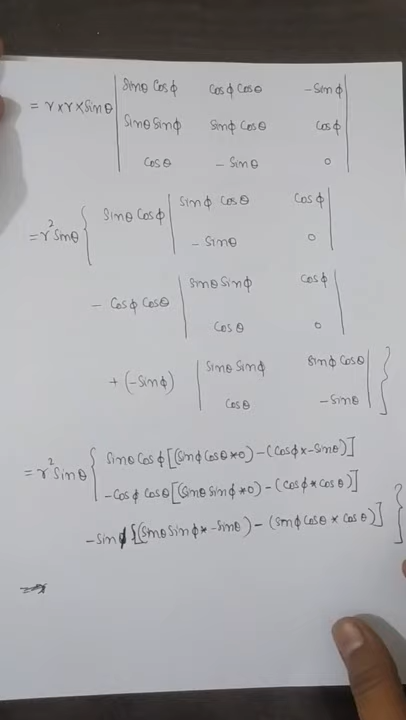 = r×r×Sinθ | Sinθ Cosϕ Cosϕ Cosθ -Sinϕ |
| Sinθ Sinϕ Sinϕ Cosθ Cosϕ |
| Cosθ - Sinθ 0 |
= r² Sinθ { Sinθ Cosϕ | Sinϕ Cosθ Cosϕ |
| - Sinθ 0 |
- Cosϕ Cosθ | Sinθ Sinϕ Cosϕ |
| Cosθ 0 |
+ (-Sinϕ) | Sinθ Sinϕ Sinϕ Cosθ |
| Cosθ -Sinθ | }
= r² Sinθ { Sinθ Cosϕ [(Sinϕ Cosθ *0) - (Cosϕ × -Sinθ)]
-Cosϕ Cosθ [(Sinθ Sinϕ *0) - (Cosϕ * Cosθ)]
-Sinϕ [(Sinθ Sinϕ * -Sinθ) - (Sinϕ Cosθ × Cosθ)] }